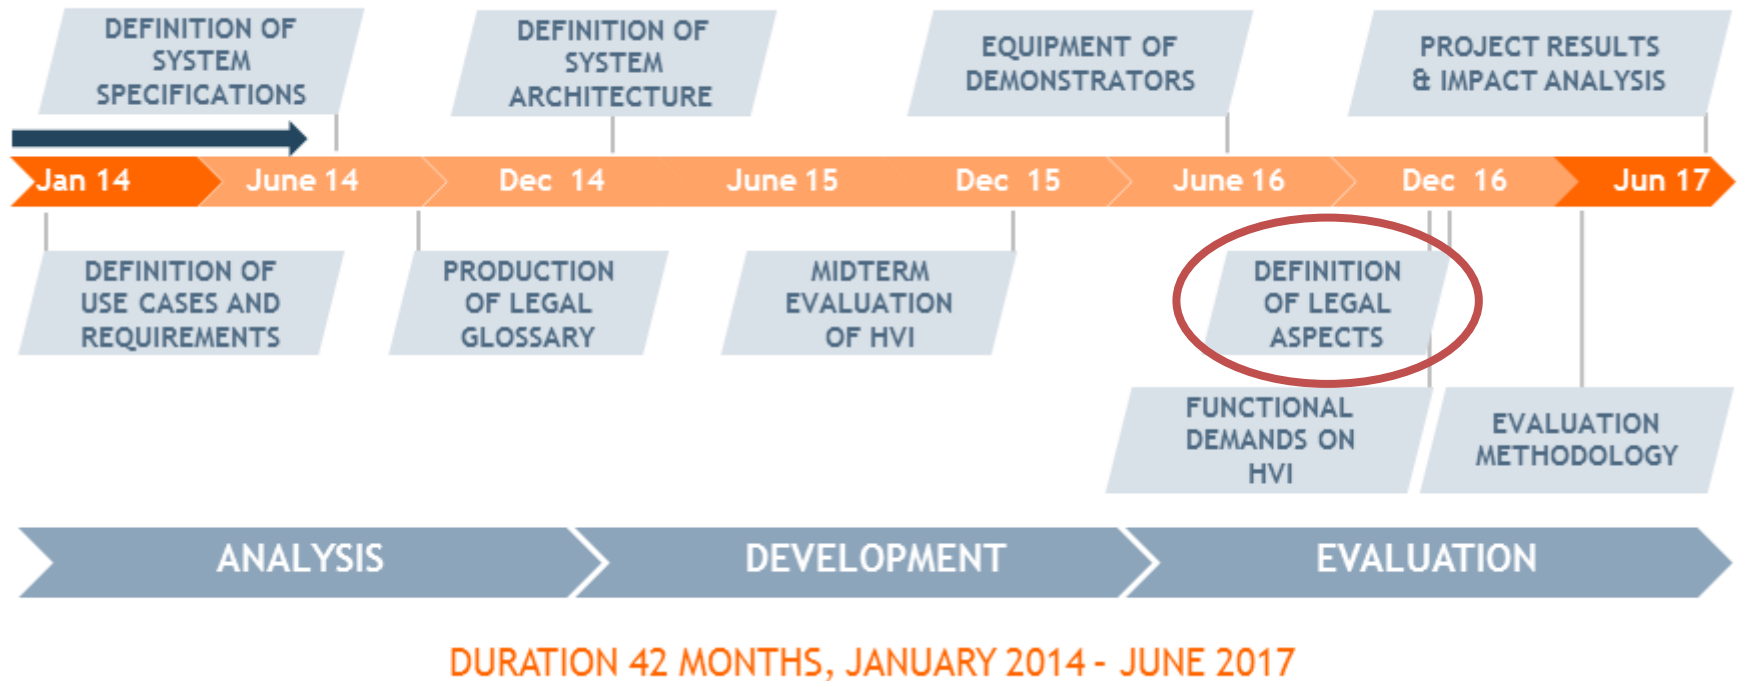 DEFINITION OF
SYSTEM
SPECIFICATIONS
DEFINITION OF
SYSTEM
ARCHITECTURE
EQUIPMENT OF
DEMONSTRATORS
PROJECT RESULTS
& IMPACT ANALYSIS
Jan 14 June 14 Dec 14 June 15 Dec 15 June 16 Dec 16 Jun 17
DEFINITION OF
USE CASES AND
REQUIREMENTS
PRODUCTION
OF LEGAL
GLOSSARY
MIDTERM
EVALUATION
OF HVI
DEFINITION
OF LEGAL
ASPECTS
FUNCTIONAL
DEMANDS ON
HVI
EVALUATION
METHODOLOGY
ANALYSIS DEVELOPMENT EVALUATION
DURATION 42 MONTHS, JANUARY 2014 - JUNE 2017